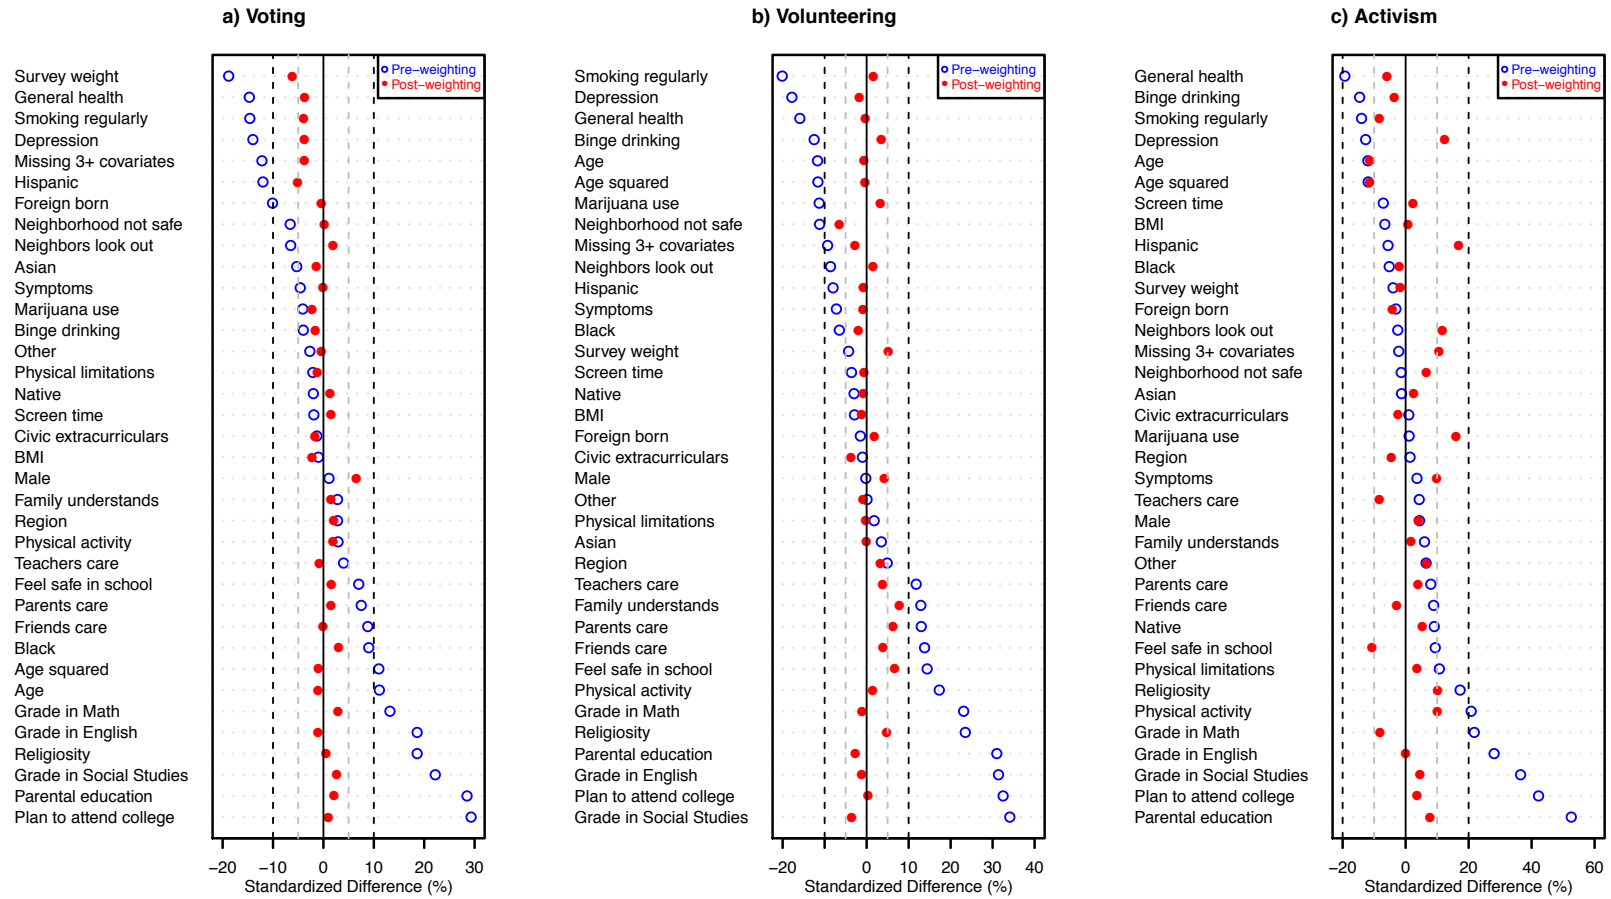 a) Voting
Pre−weighting
Post−weighting
Survey weight
General health
Smoking regularly
Depression
Missing 3+ covariates
Hispanic
Foreign born
Neighborhood not safe
Neighbors look out
Asian
Symptoms
Marijuana use
Binge drinking
Other
Physical limitations
Native
Screen time
Civic extracurriculars
BMI
Male
Family understands
Region
Physical activity
Teachers care
Feel safe in school
Parents care
Friends care
Black
Age squared
Age
Grade in Math
Grade in English
Religiosity
Grade in Social Studies
Parental education
Plan to attend college
−20 −10 0 10 20 30
Standardized Difference (%)
b) Volunteering
Pre−weighting
Post−weighting
Smoking regularly
Depression
General health
Binge drinking
Age
Age squared
Marijuana use
Neighborhood not safe
Missing 3+ covariates
Neighbors look out
Hispanic
Symptoms
Black
Survey weight
Screen time
Native
BMI
Foreign born
Civic extracurriculars
Male
Other
Physical limitations
Asian
Region
Teachers care
Family understands
Parents care
Friends care
Feel safe in school
Physical activity
Grade in Math
Religiosity
Parental education
Grade in English
Plan to attend college
Grade in Social Studies
−20 −10 0 10 20 30 40
Standardized Difference (%)
c) Activism
Pre−weighting
Post−weighting
General health
Binge drinking
Smoking regularly
Depression
Age
Age squared
Screen time
BMI
Hispanic
Black
Survey weight
Foreign born
Neighbors look out
Missing 3+ covariates
Neighborhood not safe
Asian
Civic extracurriculars
Marijuana use
Region
Symptoms
Teachers care
Male
Family understands
Other
Parents care
Friends care
Native
Feel safe in school
Physical limitations
Religiosity
Physical activity
Grade in Math
Grade in English
Grade in Social Studies
Plan to attend college
Parental education
−20 0 20 40 60
Standardized Difference (%)